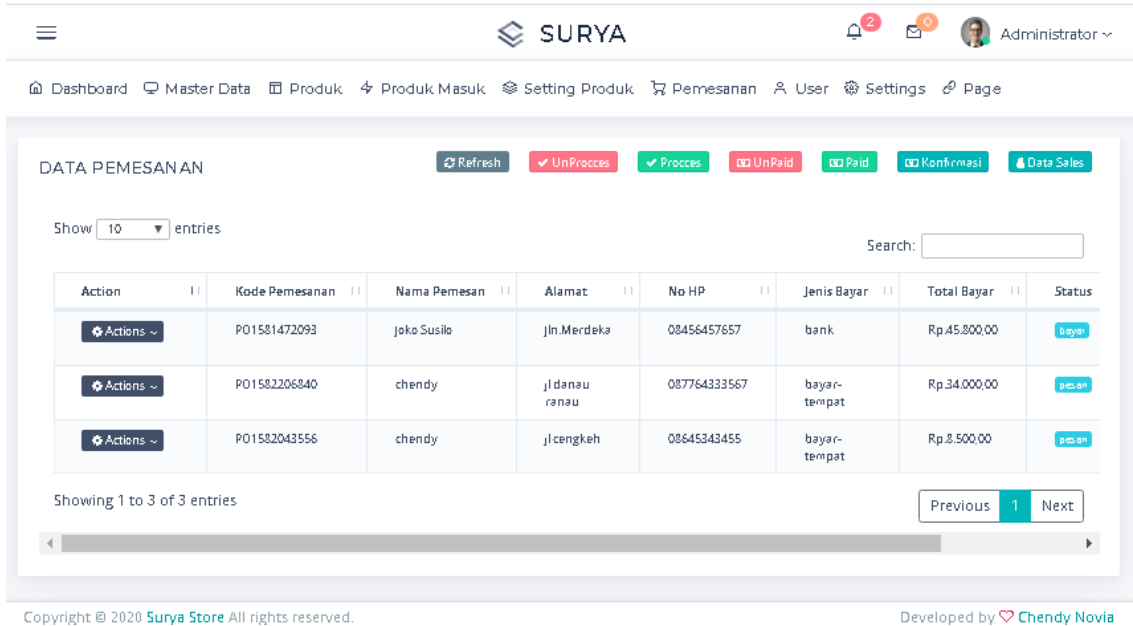 SURYA 2 0 Administrator
Dashboard Master Data Produk Produk Masuk Setting Produk Pemesanan User Settings Page
DATA PEMESANAN Refresh UnProcces Procces UnPaid Paid Konfirmasi Data Sales
Show 10 entries
Search:
Action Kode Pemesanan Nama Pemesan Alamat No HP Jenis Bayar Total Bayar Status
Actions PO1581472093 Joko Susilo Jln.Merdeka 08456457657 bank Rp.45.800,00 bayar
Actions PO1582206840 chendy jl danau 087764333567 bayar- Rp.34.000,00 pesan
ranau tempat
Actions PO1582043556 chendy jl cengkeh 08645343455 bayar- Rp.8.500,00 pesan
tempat
Showing 1 to 3 of 3 entries
Previous 1 Next
Copyright © 2020 Surya Store All rights reserved. Developed by ♡ Chendy Novia